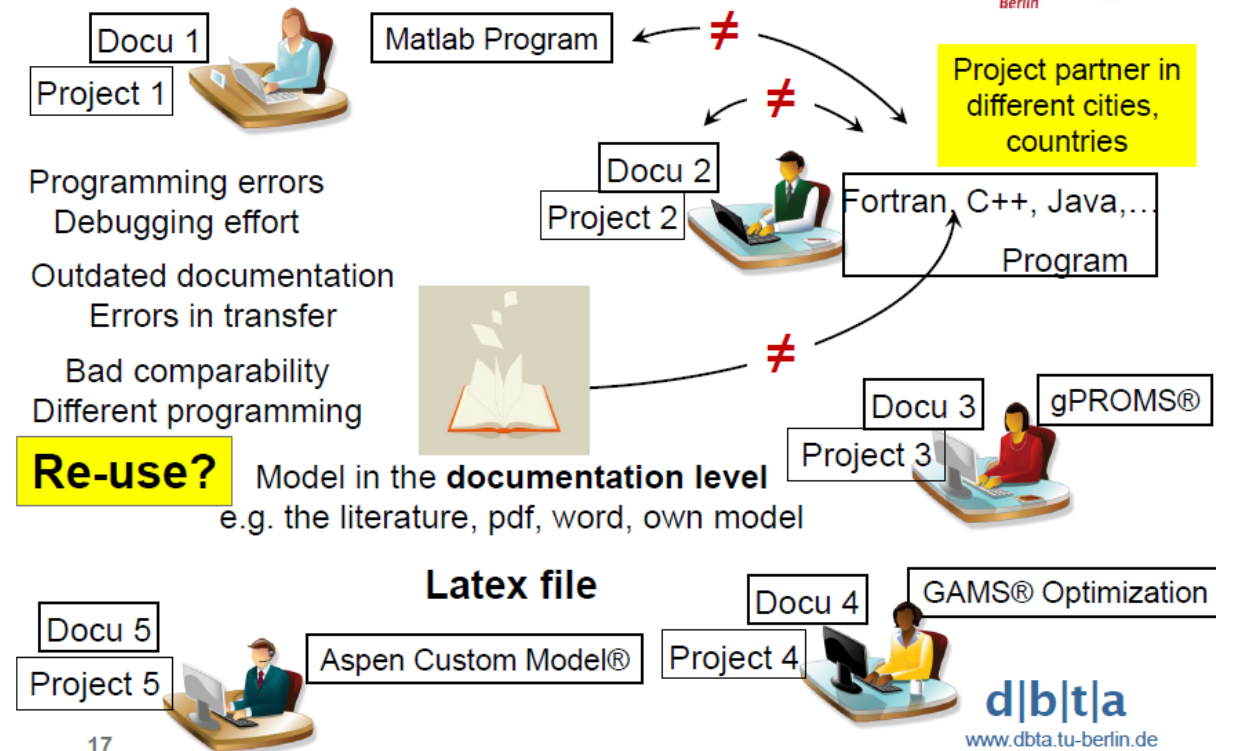 Berlin
Docu 1
Project 1
Matlab Program
≠
≠
Project partner in
different cities,
countries
Docu 2
Project 2
Fortran, C++, Java,...
Program
Programming errors
Debugging effort
Outdated documentation
Errors in transfer
Bad comparability
Different programming
Re-use?
≠
Model in the documentation level
e.g. the literature, pdf, word, own model
Docu 3
Project 3
gPROMS®
Latex file
Docu 5
Project 5
Aspen Custom Model®
Docu 4
Project 4
GAMS® Optimization
d|b|t|a
www.dbta.tu-berlin.de
17